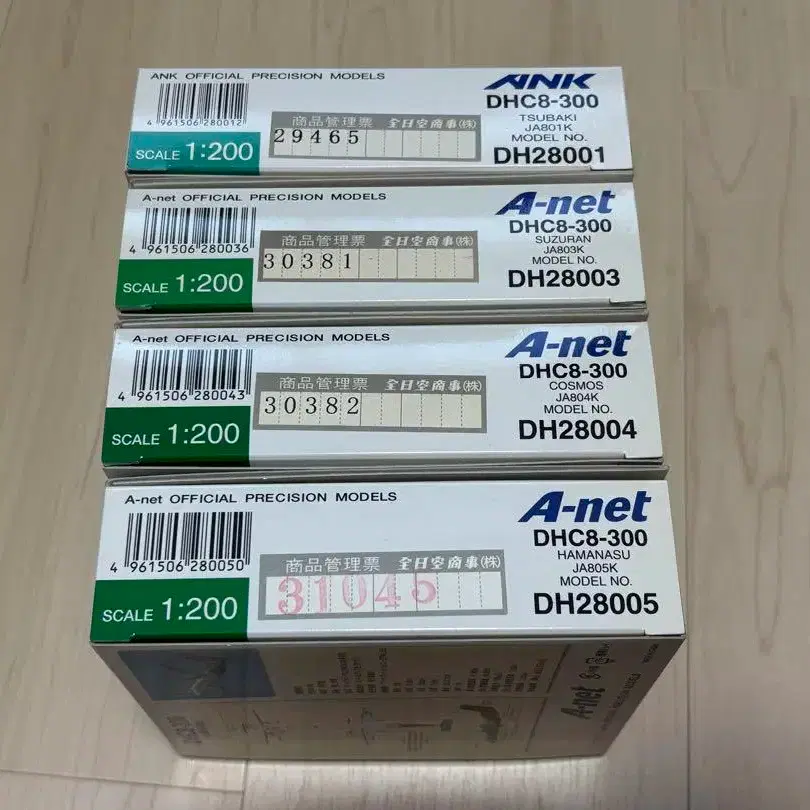 ANK OFFICIAL PRECISION MODELS
ANK
DHC8-300
TSUBAKI
JA801K
MODEL NO.
DH28001
4 961506 280012
商品管理票 全日空商事(株)
29465
SCALE 1:200
A-net OFFICIAL PRECISION MODELS
A-net
DHC8-300
SUZURAN
JA803K
MODEL NO.
DH28003
4 961506 280036
商品管理票 全日空商事(株)
30381
SCALE 1:200
A-net OFFICIAL PRECISION MODELS
A-net
DHC8-300
COSMOS
JA804K
MODEL NO.
DH28004
4 961506 280043
商品管理票 全日空商事(株)
30382
SCALE 1:200
A-net OFFICIAL PRECISION MODELS
A-net
DHC8-300
HAMANASU
JA805K
MODEL NO.
DH28005
4 961506 280050
商品管理票 全日空商事(株)
31045
SCALE 1:200
A-net